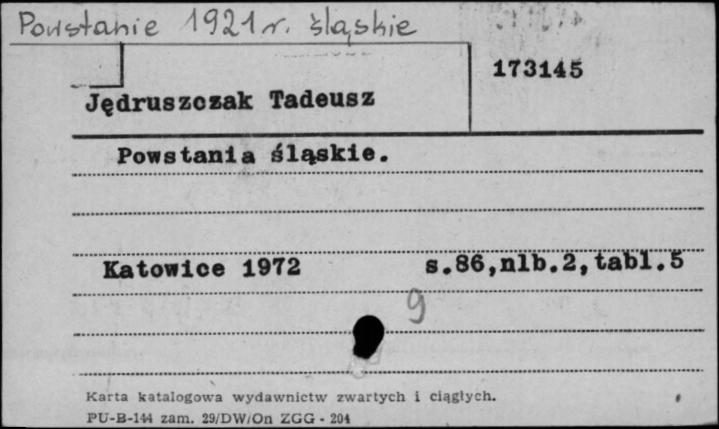 Powstanie 1921 r. śląskie
173145
Jędruszczak Tadeusz
Powstania śląskie.
Katowice 1972 s.86,nlb.2,tabl.5
9
Karta katalogowa wydawnictw zwartych i ciągłych.
PU-B-144 zam. 29/DW/On ZGG - 204